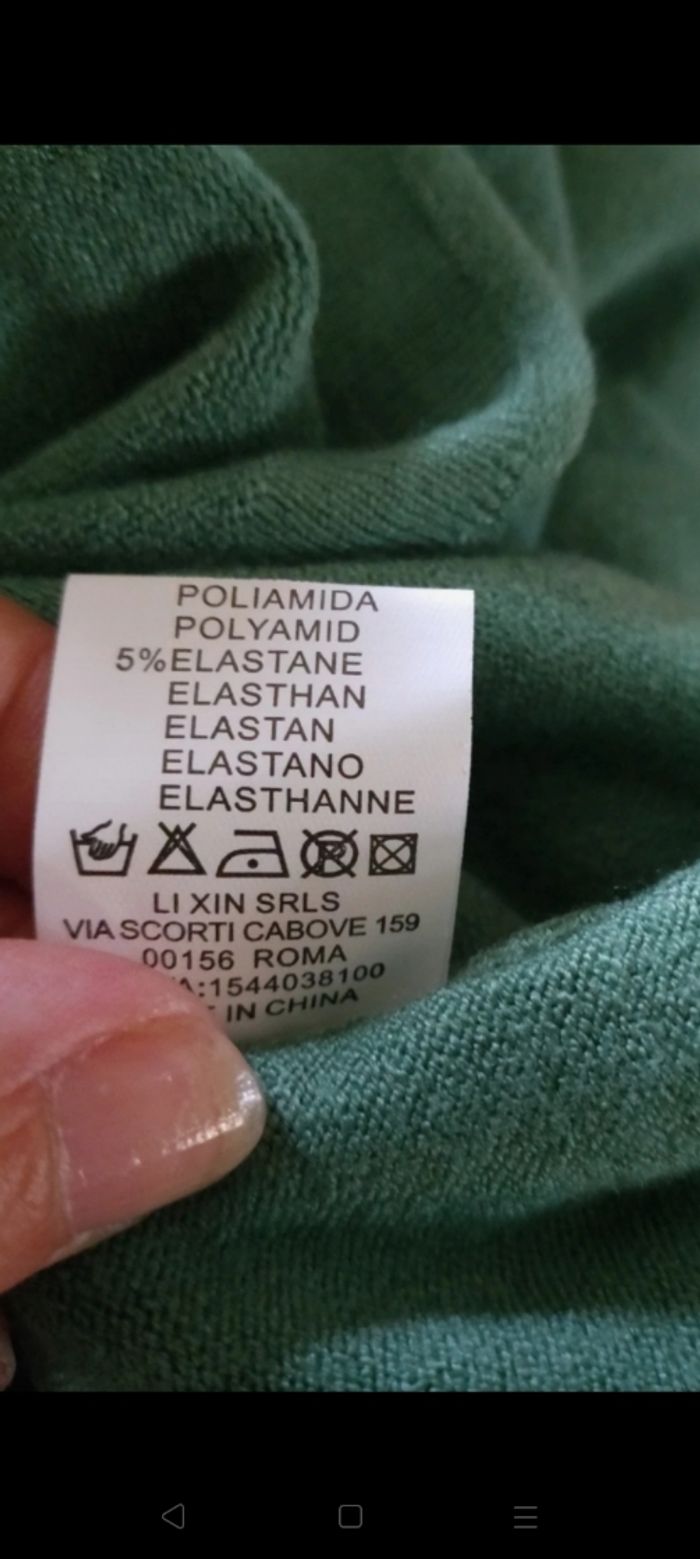 POLIAMIDA
POLYAMID
5%ELASTANE
ELASTHAN
ELASTAN
ELASTANO
ELASTHANNE
LI XIN SRLS
VIA SCORTI CABOVE 159
00156 ROMA
A:1544038100
IN CHINA